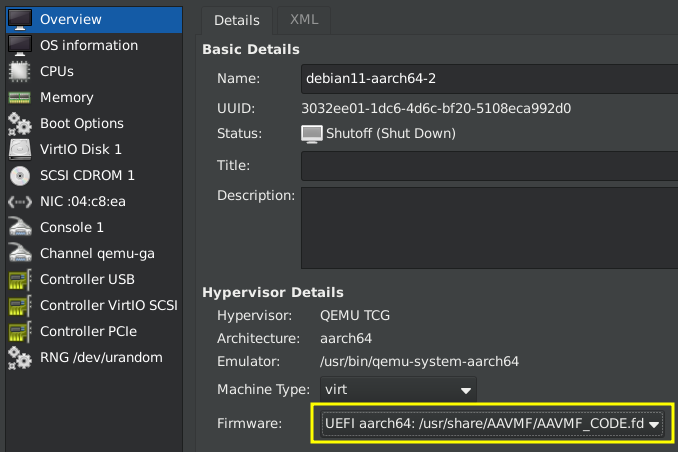 Overview
OS information
CPUs
Memory
Boot Options
VirtIO Disk 1
SCSI CDROM 1
NIC :04:c8:ea
Console 1
Channel qemu-ga
Controller USB
Controller VirtIO SCSI
Controller PCIe
RNG /dev/urandom
Details XML
Basic Details
Name: debian11-aarch64-2
UUID: 3032ee01-1dc6-4d6c-bf20-5108eca992d0
Status: Shutoff (Shut Down)
Title:
Description:
Hypervisor Details
Hypervisor: QEMU TCG
Architecture: aarch64
Emulator: /usr/bin/qemu-system-aarch64
Machine Type: virt
Firmware: UEFI aarch64: /usr/share/AAVMF/AAVMF_CODE.fd